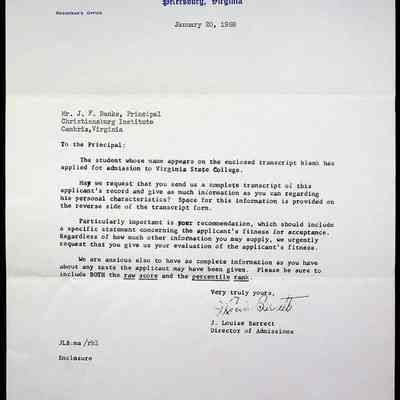 Petersburg, Virginia
Registrar's Office
January 20, 1968
Mr. J. F. Banks, Principal
Christiansburg Institute
Cambria,Virginia
To the Principal:
The student whose name appears on the enclosed transcript blank has
applied for admission to Virginia State College.
May we request that you send us a complete transcript of this
applicant's record and give as much information as you can regarding
his personal characteristics? Space for this information is provided on
the reverse side of the transcript form.
Particularly important is your recommendation, which should include
a specific statement concerning the applicant's fitness for acceptance.
Regardless of how much other information you may supply, we urgently
request that you give us your evaluation of the applicant's fitness.
We are anxious also to have as complete information as you have
about any tests the applicant may have been given. Please be sure to
include BOTH the raw score and the percentile rank.
Very truly yours,
J. Louise Barrett
J. Louise Barrett
Director of Admissions
JLB:ma /rhl
Enclosure